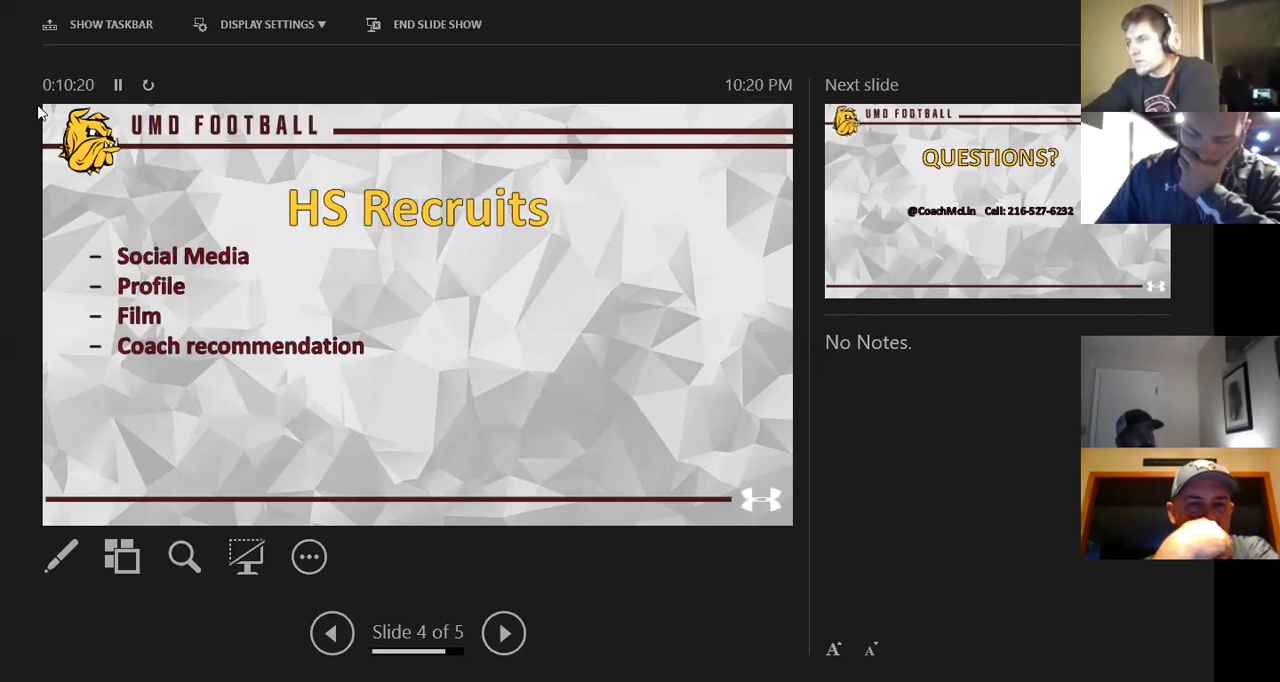 SHOW TASKBAR
DISPLAY SETTINGS ▼
END SLIDE SHOW
0:10:20
10:20 PM
UMD FOOTBALL
HS Recruits
– Social Media
– Profile
– Film
– Coach recommendation
Slide 4 of 5
Next slide
UMD FOOTBALL
QUESTIONS?
@CoachMcLin Cell: 216-527-6232
No Notes.
A A